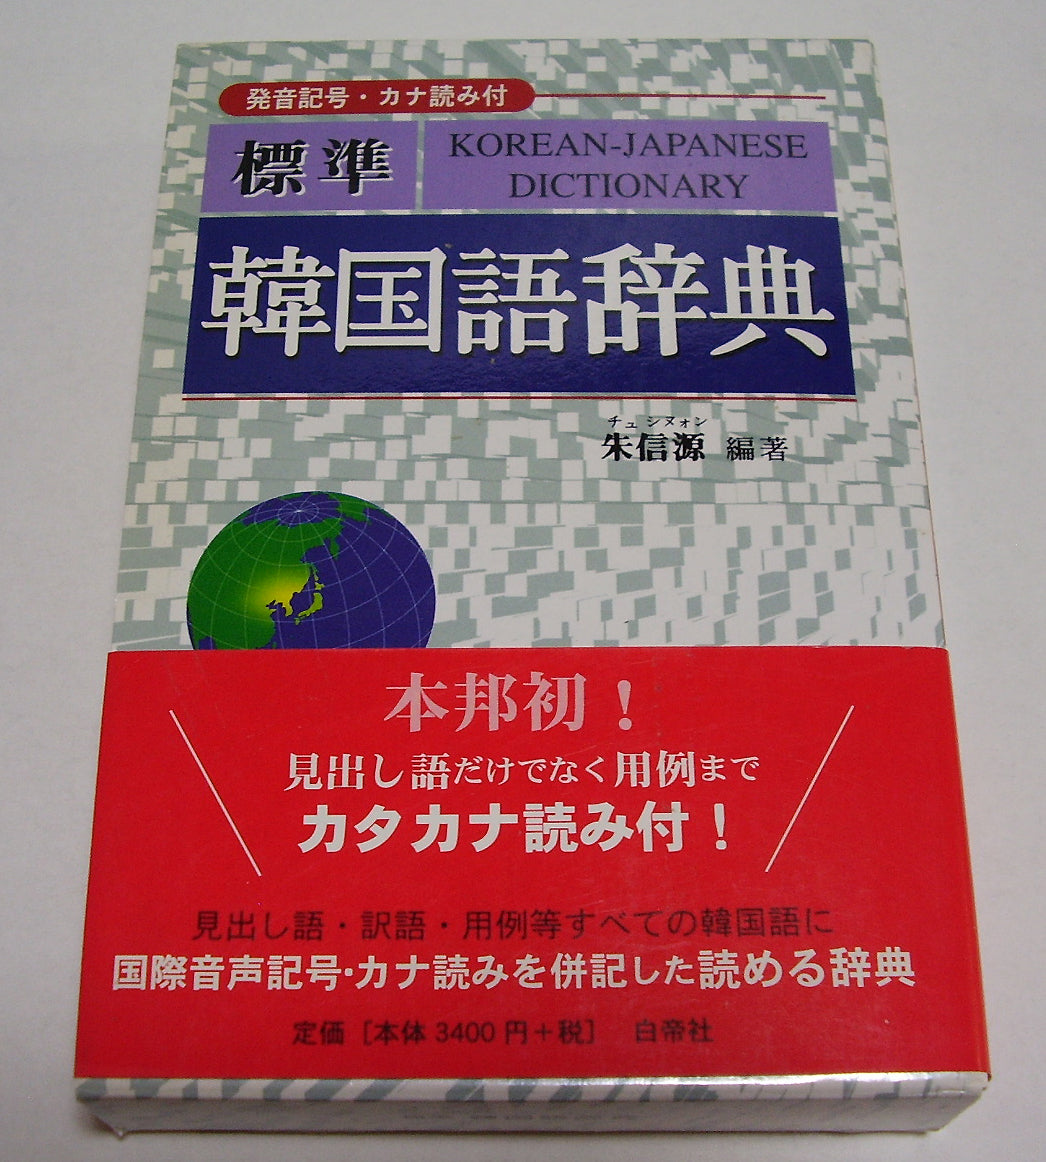 発音記号・カナ読み付
標準
KOREAN-JAPANESE
DICTIONARY
韓国語辞典
チュ シヌォン
朱信源 編著
本邦初!
見出し語だけでなく用例まで
カタカナ読み付!
見出し語・訳語・用例等すべての韓国語に
国際音声記号・カナ読みを併記した読める辞典
定価[本体3400円+税] 白帝社